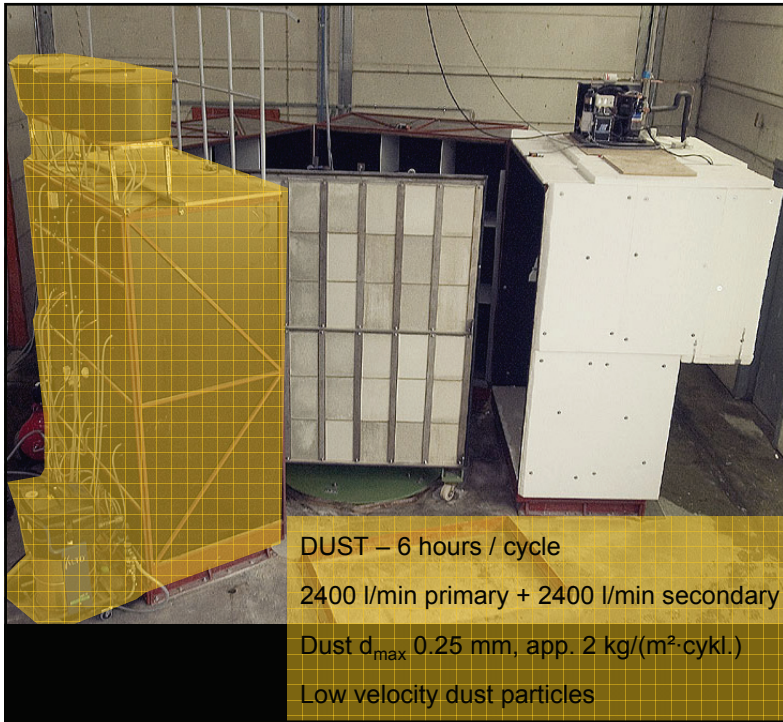 DUST – 6 hours / cycle
2400 l/min primary + 2400 l/min secondary
Dust dmax 0.25 mm, app. 2 kg/(m²·cykl.)
Low velocity dust particles